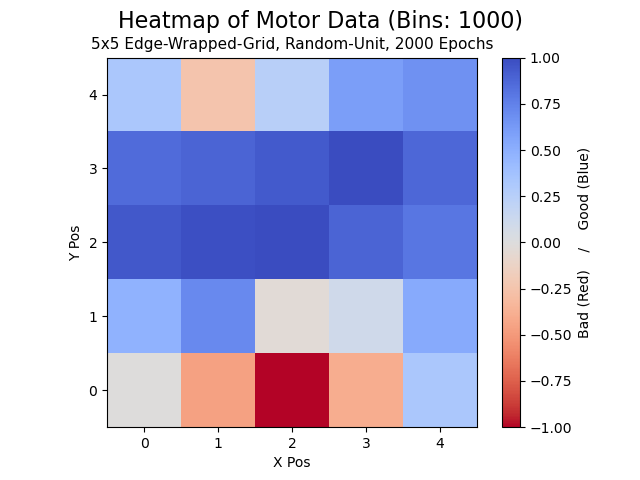 Heatmap of Motor Data (Bins: 1000)
5x5 Edge-Wrapped-Grid, Random-Unit, 2000 Epochs
4
3
2
1
0
Y Pos
0 1 2 3 4
X Pos
1.00
0.75
0.50
0.25
0.00
−0.25
−0.50
−0.75
−1.00
Bad (Red) / Good (Blue)